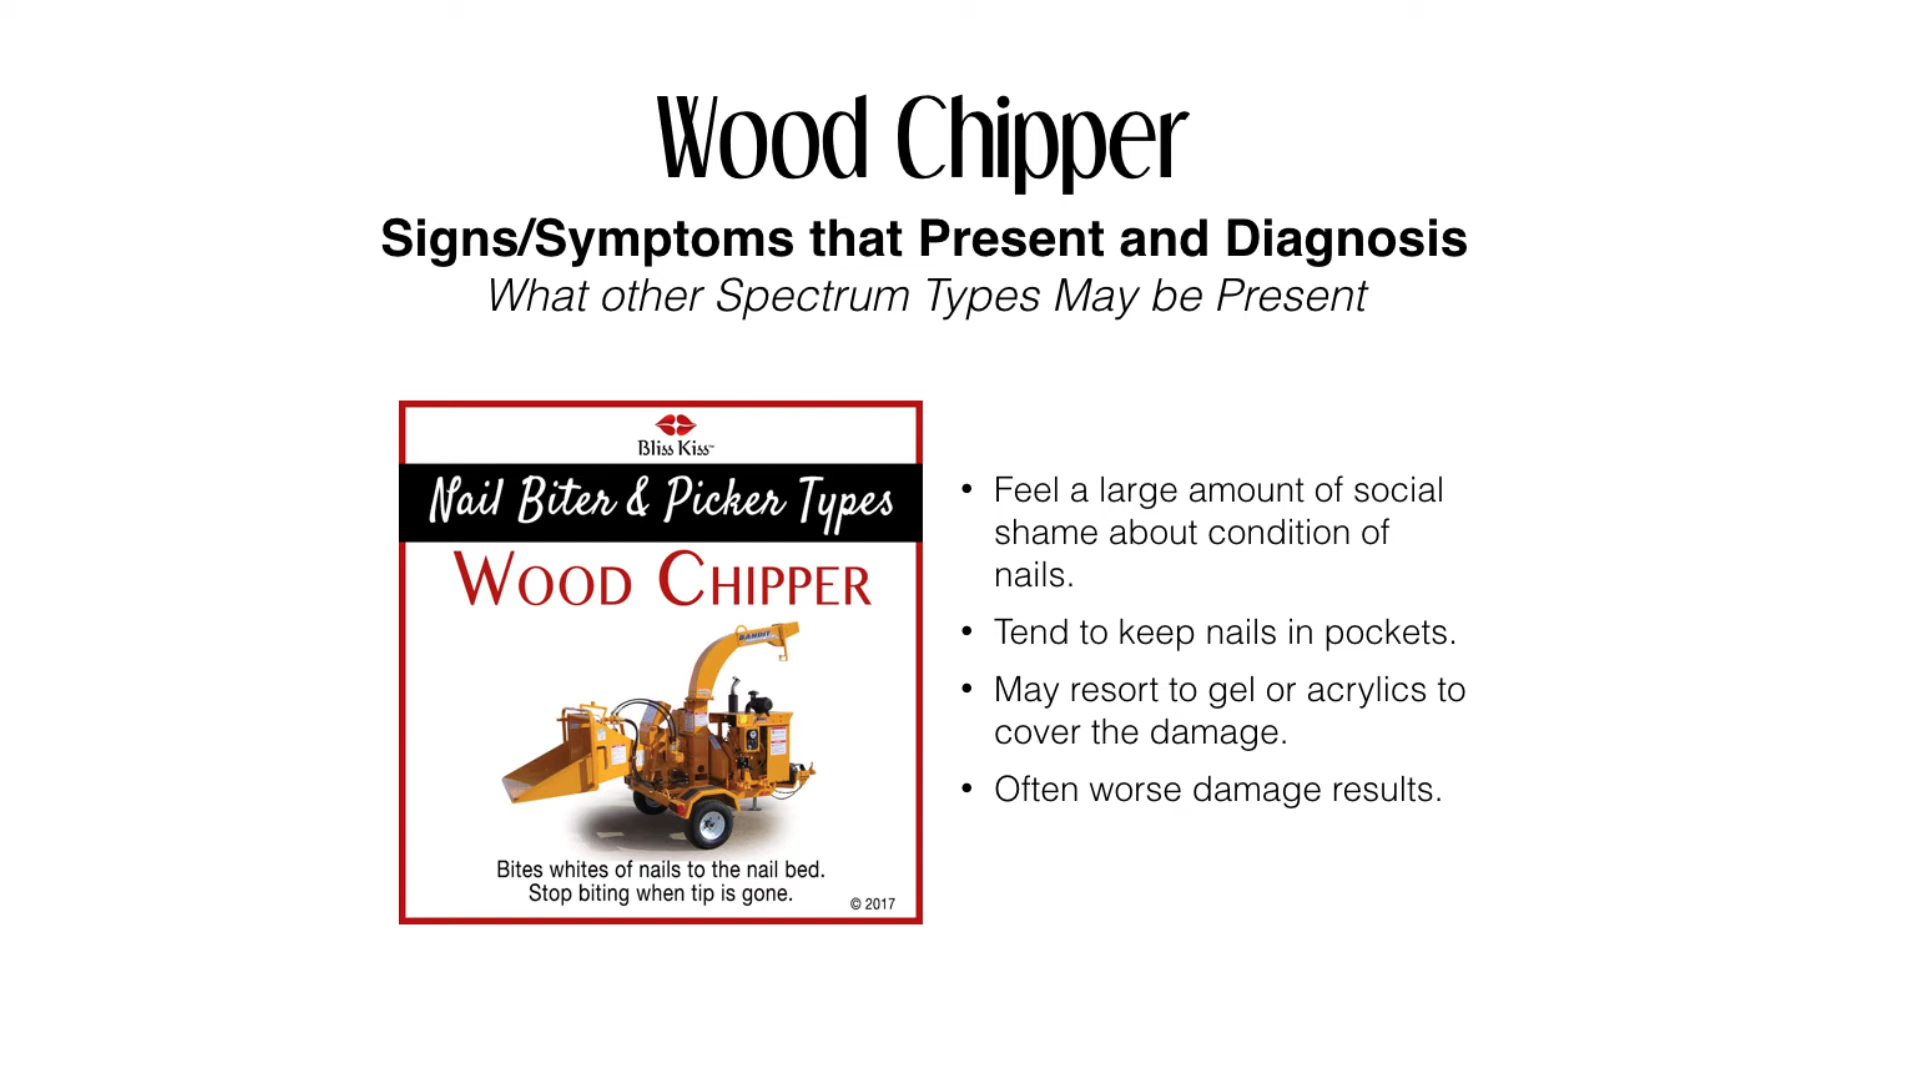 Wood Chipper
Signs/Symptoms that Present and Diagnosis
What other Spectrum Types May be Present
Bliss Kiss™
Nail Biter & Picker Types
WOOD CHIPPER
BANDIT
Bites whites of nails to the nail bed.
Stop biting when tip is gone.
© 2017
• Feel a large amount of social
shame about condition of
nails.
• Tend to keep nails in pockets.
• May resort to gel or acrylics to
cover the damage.
• Often worse damage results.